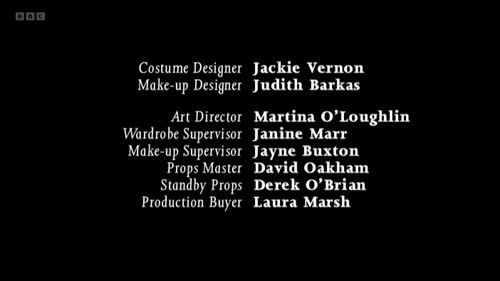 BBC
Costume Designer Jackie Vernon
Make-up Designer Judith Barkas
Art Director Martina O'Loughlin
Wardrobe Supervisor Janine Marr
Make-up Supervisor Jayne Buxton
Props Master David Oakham
Standby Props Derek O'Brian
Production Buyer Laura Marsh